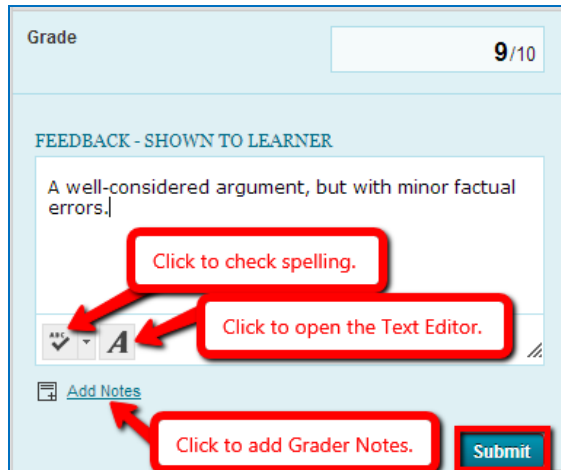 Grade
9/10
FEEDBACK - SHOWN TO LEARNER
A well-considered argument, but with minor factual
errors.
Click to check spelling.
ABC
A
Click to open the Text Editor.
Add Notes
Click to add Grader Notes.
Submit